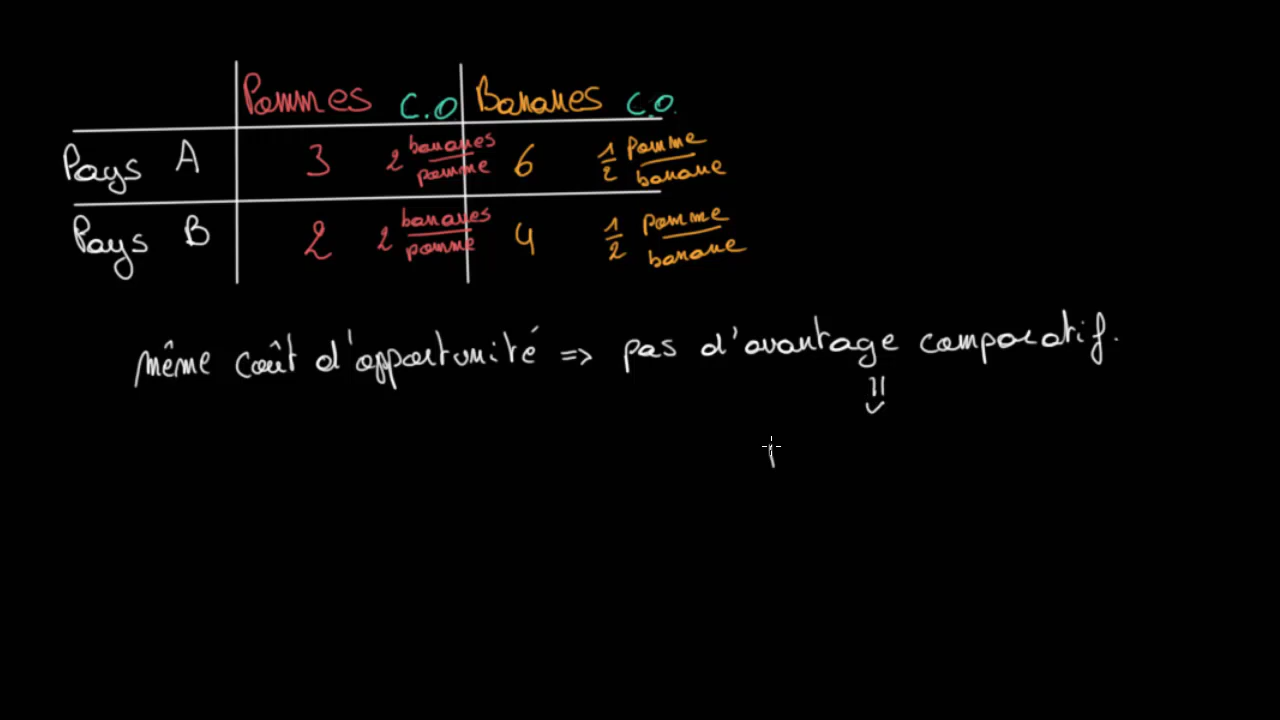 Pommes C.O Bananes C.O.
Pays A 3 2 bananes/pomme 6 1/2 pomme/banane
Pays B 2 2 bananes/pomme 4 1/2 pomme/banane
même coût d'opportunité => pas d'avantage comparatif.